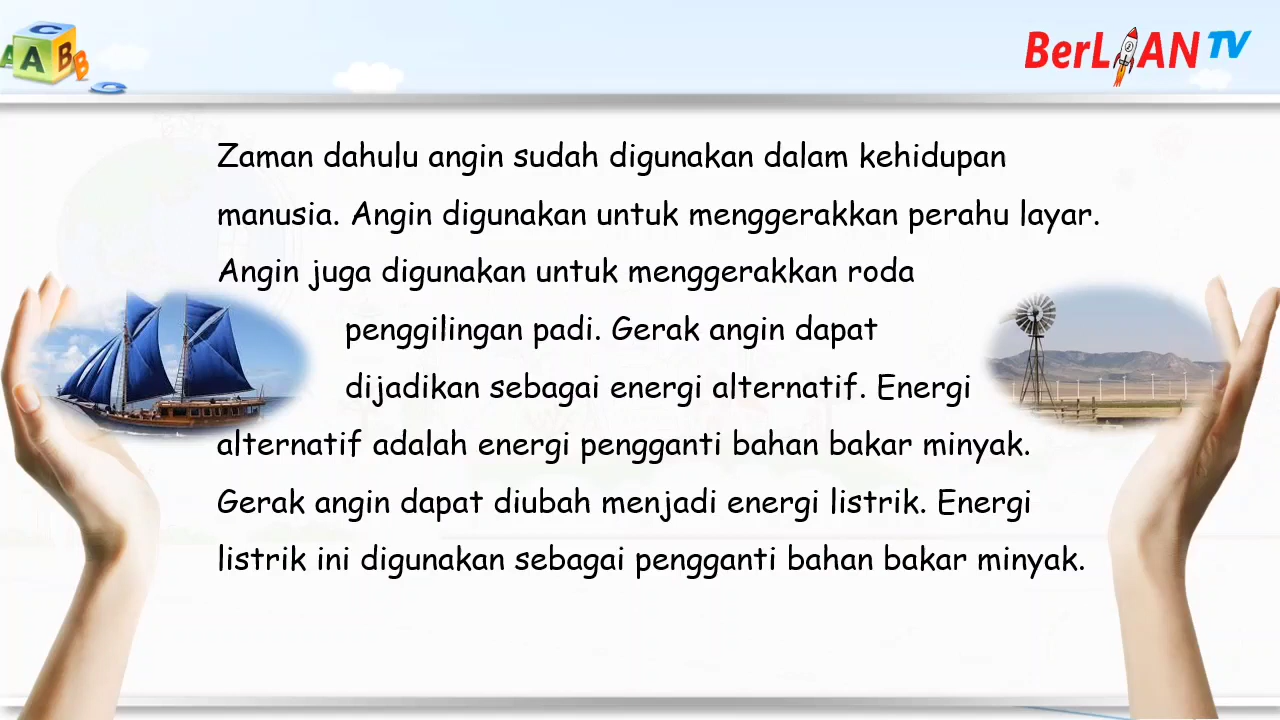 BerLIAN TV
Zaman dahulu angin sudah digunakan dalam kehidupan
manusia. Angin digunakan untuk menggerakkan perahu layar.
Angin juga digunakan untuk menggerakkan roda
penggilingan padi. Gerak angin dapat
dijadikan sebagai energi alternatif. Energi
alternatif adalah energi pengganti bahan bakar minyak.
Gerak angin dapat diubah menjadi energi listrik. Energi
listrik ini digunakan sebagai pengganti bahan bakar minyak.